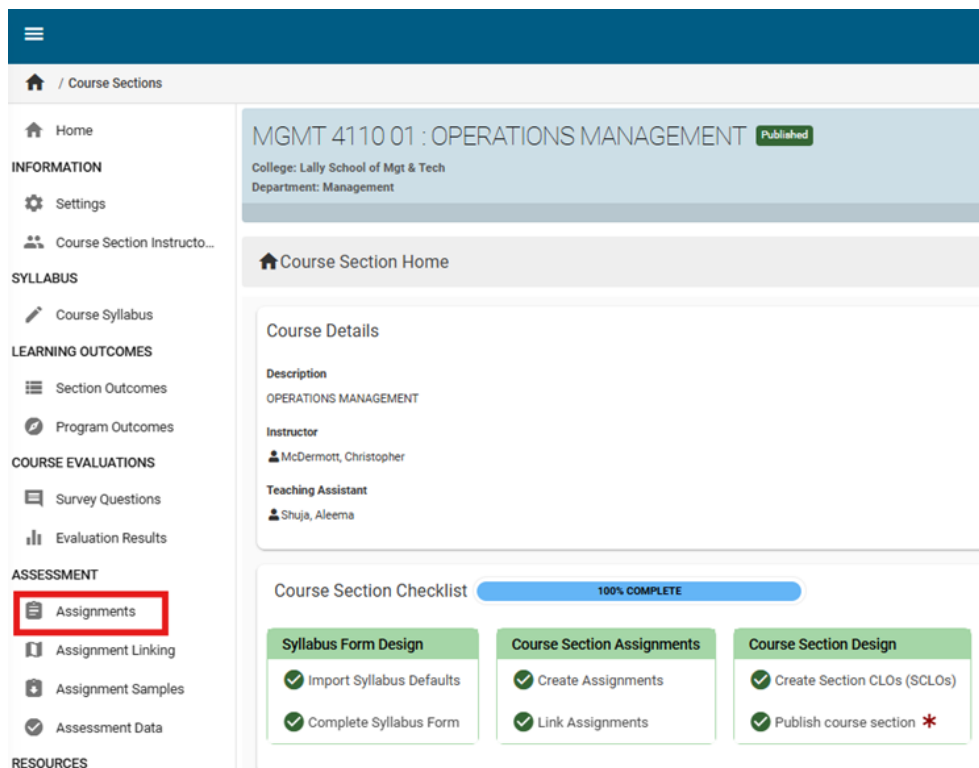 / Course Sections
Home
INFORMATION
Settings
Course Section Instructo...
SYLLABUS
Course Syllabus
LEARNING OUTCOMES
Section Outcomes
Program Outcomes
COURSE EVALUATIONS
Survey Questions
Evaluation Results
ASSESSMENT
Assignments
Assignment Linking
Assignment Samples
Assessment Data
RESOURCES
MGMT 4110 01 : OPERATIONS MANAGEMENT Published
College: Lally School of Mgt & Tech
Department: Management
Course Section Home
Course Details
Description
OPERATIONS MANAGEMENT
Instructor
McDermott, Christopher
Teaching Assistant
Shuja, Aleema
Course Section Checklist 100% COMPLETE
Syllabus Form Design
Import Syllabus Defaults
Complete Syllabus Form
Course Section Assignments
Create Assignments
Link Assignments
Course Section Design
Create Section CLOs (SCLOs)
Publish course section *